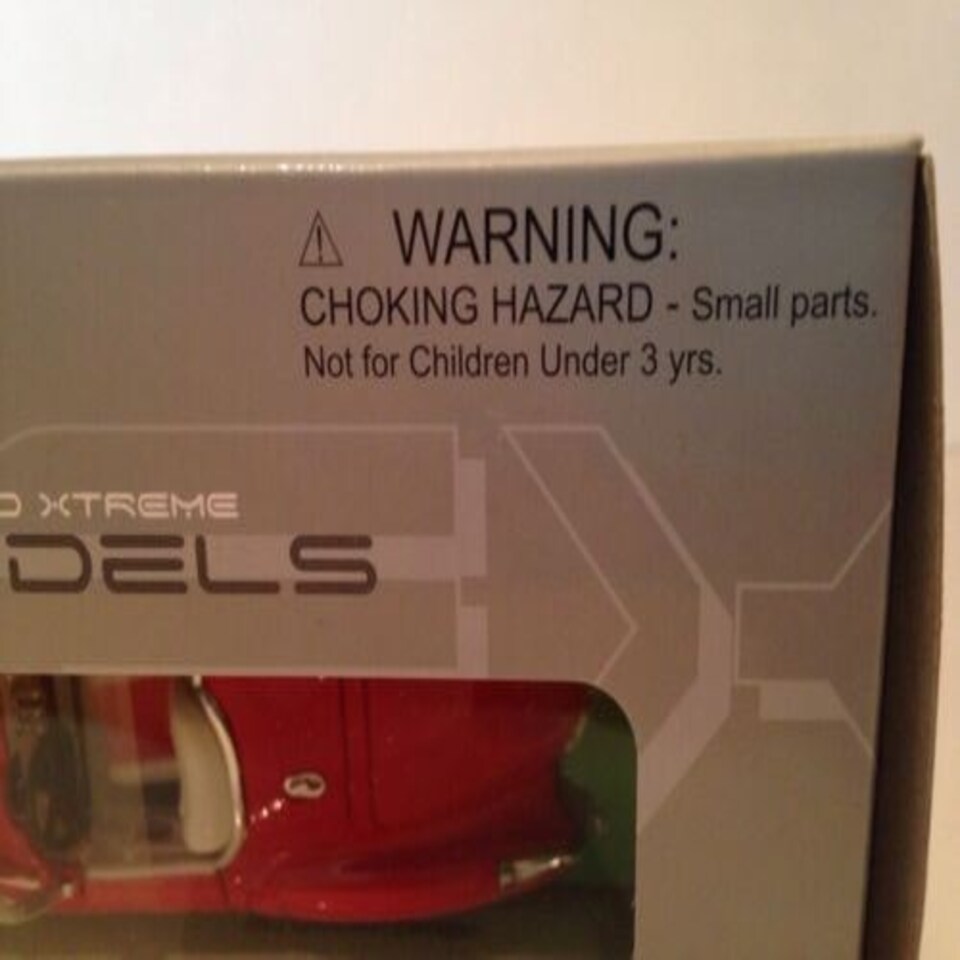 WARNING:
CHOKING HAZARD - Small parts.
Not for Children Under 3 yrs.
XTREME
DELS